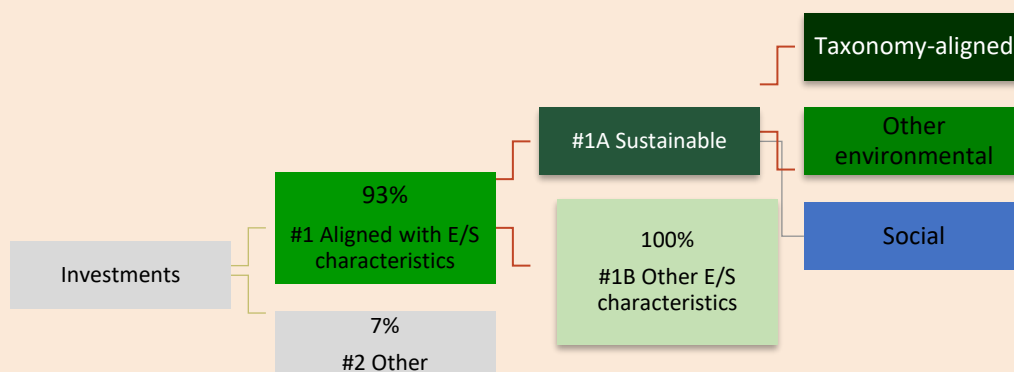 Taxonomy-aligned
#1A Sustainable
Other
environmental
93%
#1 Aligned with E/S
characteristics
100%
#1B Other E/S
characteristics
Social
Investments
7%
#2 Other